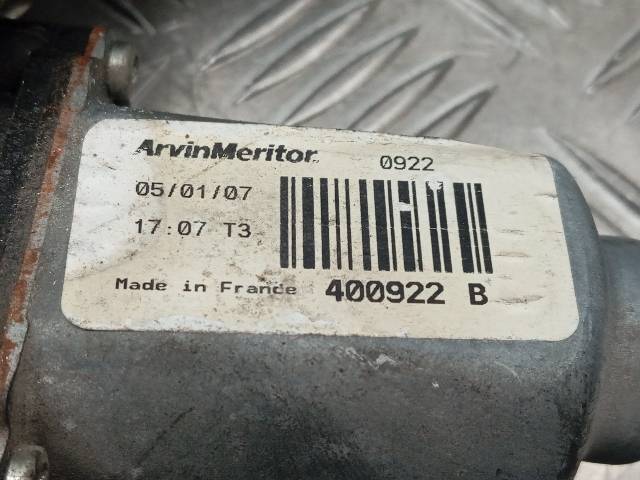 ArvinMeritor 0922
05/01/07
17:07 T3
Made in France 400922 B